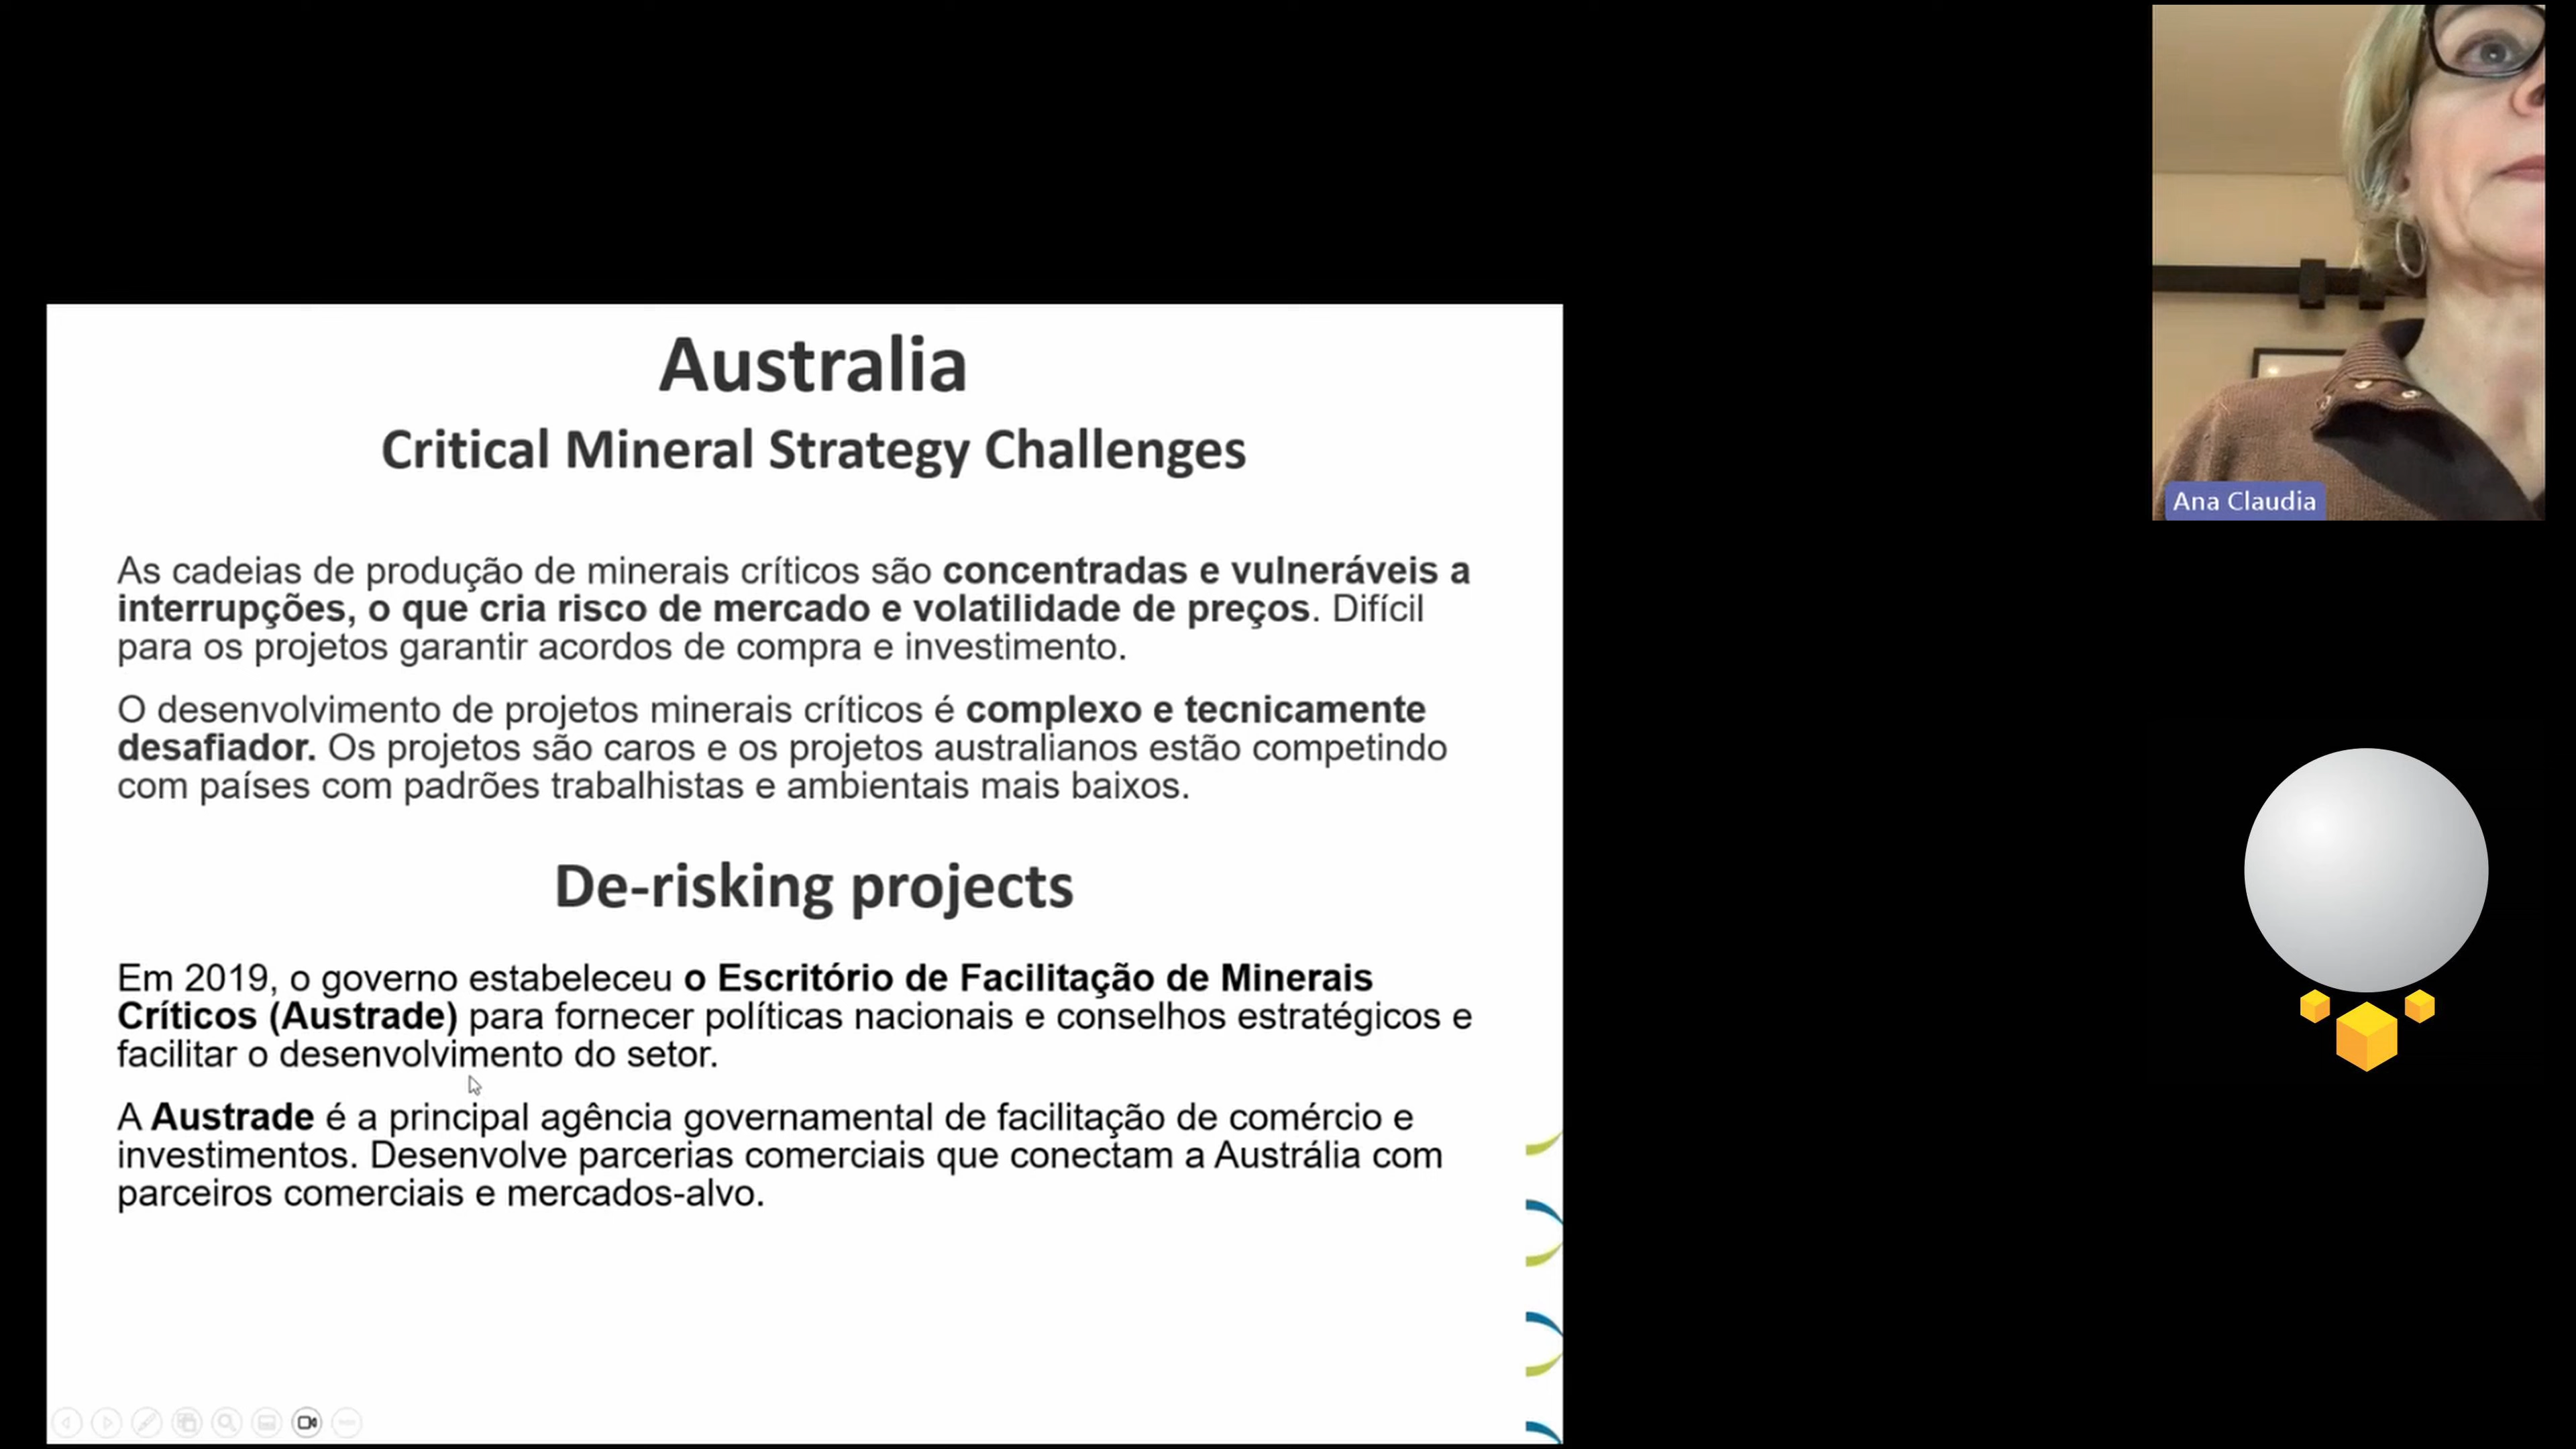 Australia
Critical Mineral Strategy Challenges
As cadeias de produção de minerais críticos são concentradas e vulneráveis a
interrupções, o que cria risco de mercado e volatilidade de preços. Difícil
para os projetos garantir acordos de compra e investimento.
O desenvolvimento de projetos minerais críticos é complexo e tecnicamente
desafiador. Os projetos são caros e os projetos australianos estão competindo
com países com padrões trabalhistas e ambientais mais baixos.
De-risking projects
Em 2019, o governo estabeleceu o Escritório de Facilitação de Minerais
Críticos (Austrade) para fornecer políticas nacionais e conselhos estratégicos e
facilitar o desenvolvimento do setor.
A Austrade é a principal agência governamental de facilitação de comércio e
investimentos. Desenvolve parcerias comerciais que conectam a Austrália com
parceiros comerciais e mercados-alvo.
Ana Claudia